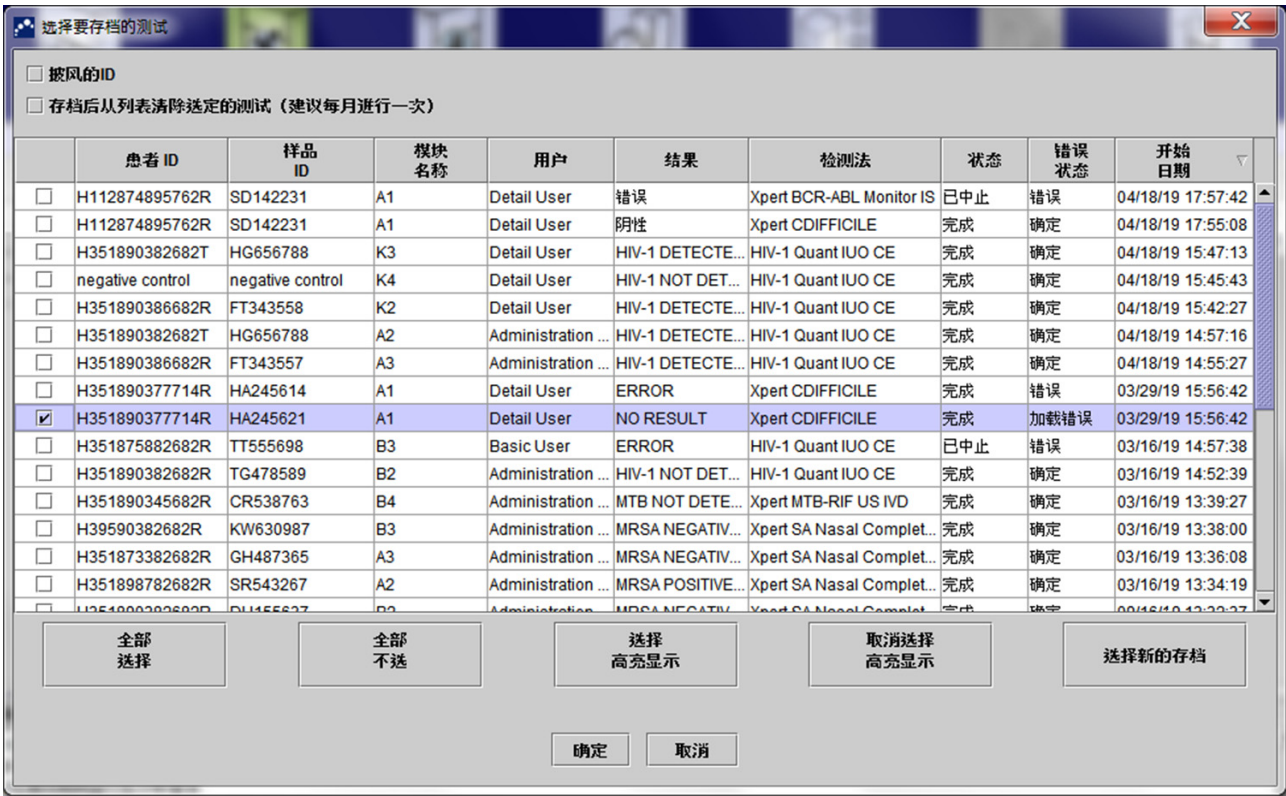 选择要存档的测试
披风的ID
存档后从列表清除选定的测试（建议每月进行一次）
患者 ID 样品 ID 模块 名称 用户 结果 检测法 状态 错误 状态 开始 日期
H112874895762R SD142231 A1 Detail User 错误 Xpert BCR-ABL Monitor IS 已中止 错误 04/18/19 17:57:42
H112874895762R SD142231 A1 Detail User 阴性 Xpert CDIFFICILE 完成 确定 04/18/19 17:55:08
H351890382682T HG656788 K3 Detail User HIV-1 DETECTE... HIV-1 Quant IUO CE 完成 确定 04/18/19 15:47:13
negative control negative control K4 Detail User HIV-1 NOT DET... HIV-1 Quant IUO CE 完成 确定 04/18/19 15:45:43
H351890386682R FT343558 K2 Detail User HIV-1 DETECTE... HIV-1 Quant IUO CE 完成 确定 04/18/19 15:42:27
H351890382682T HG656788 A2 Administration ... HIV-1 DETECTE... HIV-1 Quant IUO CE 完成 确定 04/18/19 14:57:16
H351890386682R FT343557 A3 Administration ... HIV-1 DETECTE... HIV-1 Quant IUO CE 完成 确定 04/18/19 14:55:27
H351890377714R HA245614 A1 Detail User ERROR Xpert CDIFFICILE 完成 错误 03/29/19 15:56:42
H351890377714R HA245621 A1 Detail User NO RESULT Xpert CDIFFICILE 完成 加载错误 03/29/19 15:56:42
H351875882682R TT555698 B3 Basic User ERROR HIV-1 Quant IUO CE 已中止 错误 03/16/19 14:57:38
H351890382682R TG478589 B2 Administration ... HIV-1 NOT DET... HIV-1 Quant IUO CE 完成 确定 03/16/19 14:52:39
H351890345682R CR538763 B4 Administration ... MTB NOT DETE... Xpert MTB-RIF US IVD 完成 确定 03/16/19 13:39:27
H39590382682R KW630987 B3 Administration ... MRSA NEGATIV... Xpert SA Nasal Complet... 完成 确定 03/16/19 13:38:00
H351873382682R GH487365 A3 Administration ... MRSA NEGATIV... Xpert SA Nasal Complet... 完成 确定 03/16/19 13:36:08
H351898782682R SR543267 A2 Administration ... MRSA POSITIVE... Xpert SA Nasal Complet... 完成 确定 03/16/19 13:34:19
全部 选择 全部 不选 选择 高亮显示 取消选择 高亮显示 选择新的存档
确定 取消